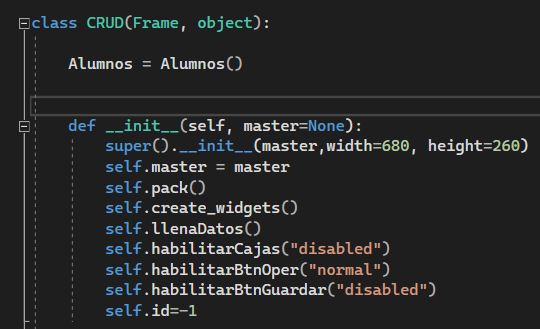 class CRUD(Frame, object):
Alumnos = Alumnos()
def __init__(self, master=None):
super().__init__(master,width=680, height=260)
self.master = master
self.pack()
self.create_widgets()
self.llenaDatos()
self.habilitarCajas("disabled")
self.habilitarBtnOper("normal")
self.habilitarBtnGuardar("disabled")
self.id=-1